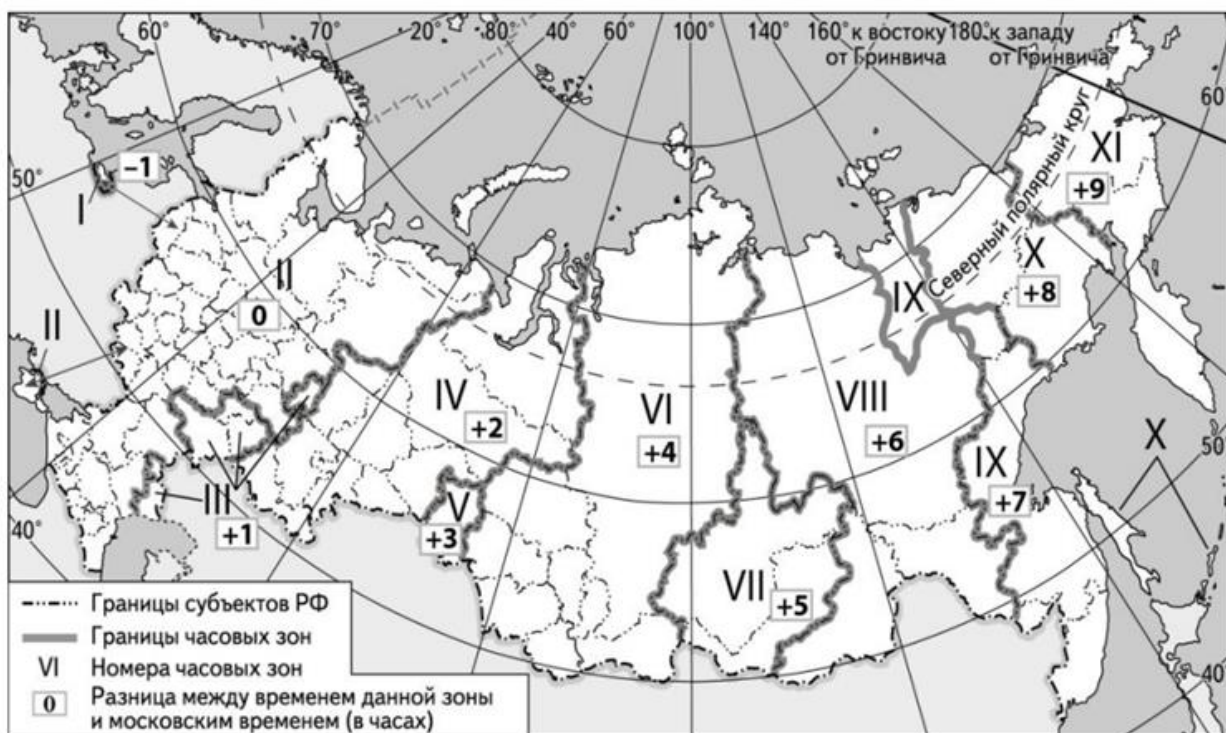 60° 70° 20° 40° 60° 100° 140° 160° к востоку 180° к западу
от Гринвича от Гринвича
60°
XI
+9
–1
50°
I
Северный полярный круг
X
+8
II
0
IX
II
IV
+2
VI
+4
VIII
+6
X
50°
IX
+7
V
+3
III
+1
40°
VII
+5
Границы субъектов РФ
Границы часовых зон
VI Номера часовых зон
0 Разница между временем данной зоны
и московским временем (в часах)
40°